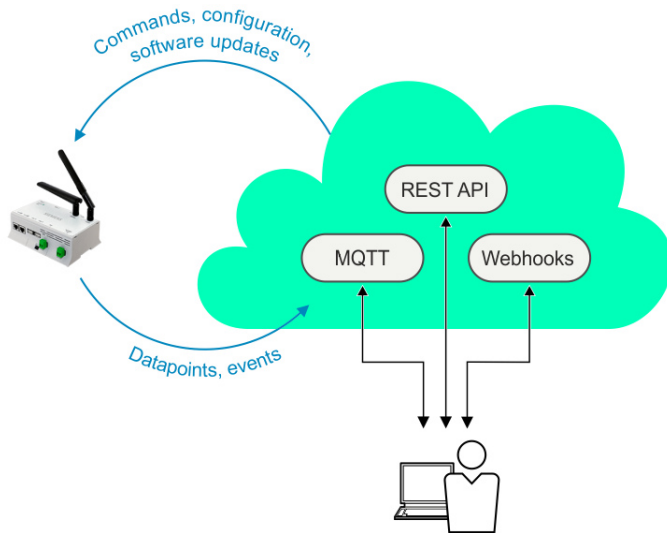 Commands, configuration,
software updates
REST API
MQTT
Webhooks
Datapoints, events